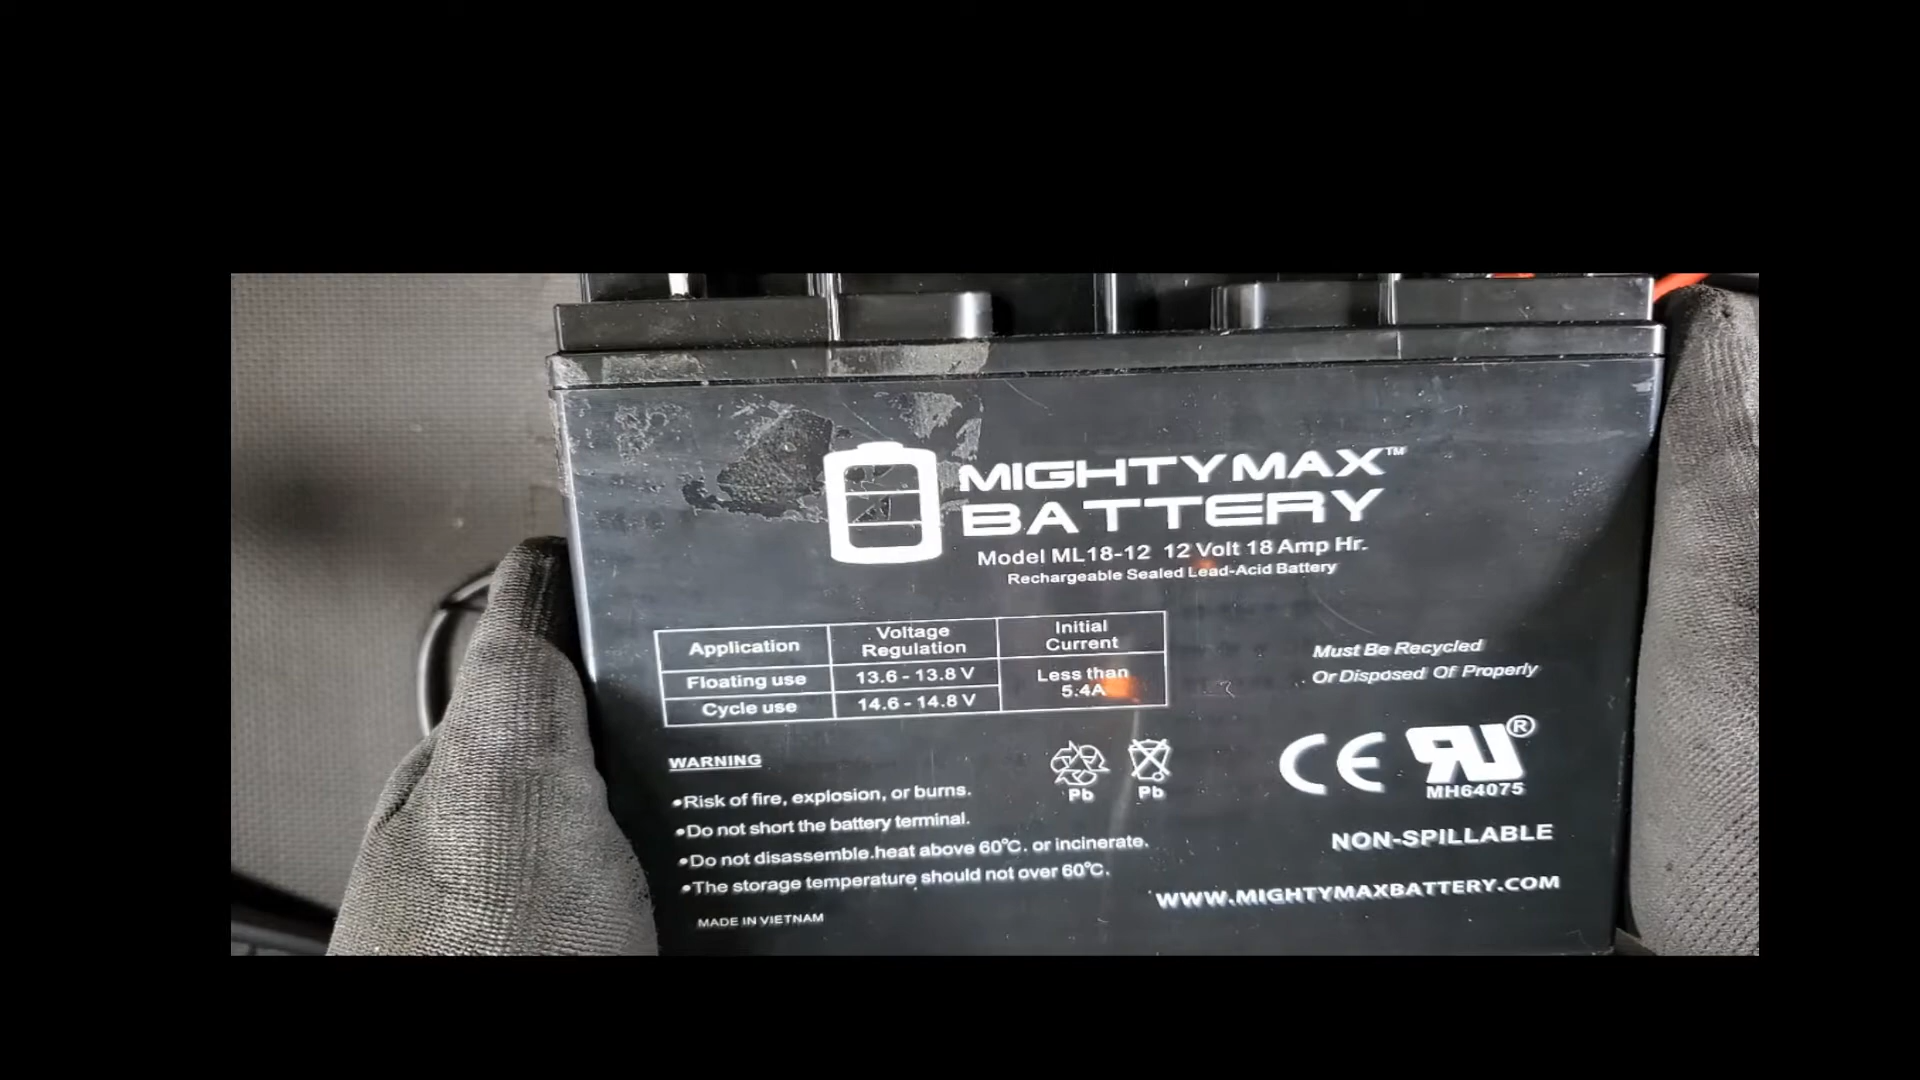 MIGHTY MAX™
BATTERY
Model ML18-12 12 Volt 18 Amp Hr.
Rechargeable Sealed Lead-Acid Battery
Application Voltage Regulation Initial Current
Floating use 13.6 - 13.8 V Less than 5.4A
Cycle use 14.6 - 14.8 V
Must Be Recycled
Or Disposed Of Properly
WARNING
•Risk of fire, explosion, or burns.
•Do not short the battery terminal.
•Do not disassemble.heat above 60℃. or incinerate.
•The storage temperature should not over 60℃.
MADE IN VIETNAM
Pb Pb
CE RU®
MH64075
NON-SPILLABLE
WWW.MIGHTYMAXBATTERY.COM